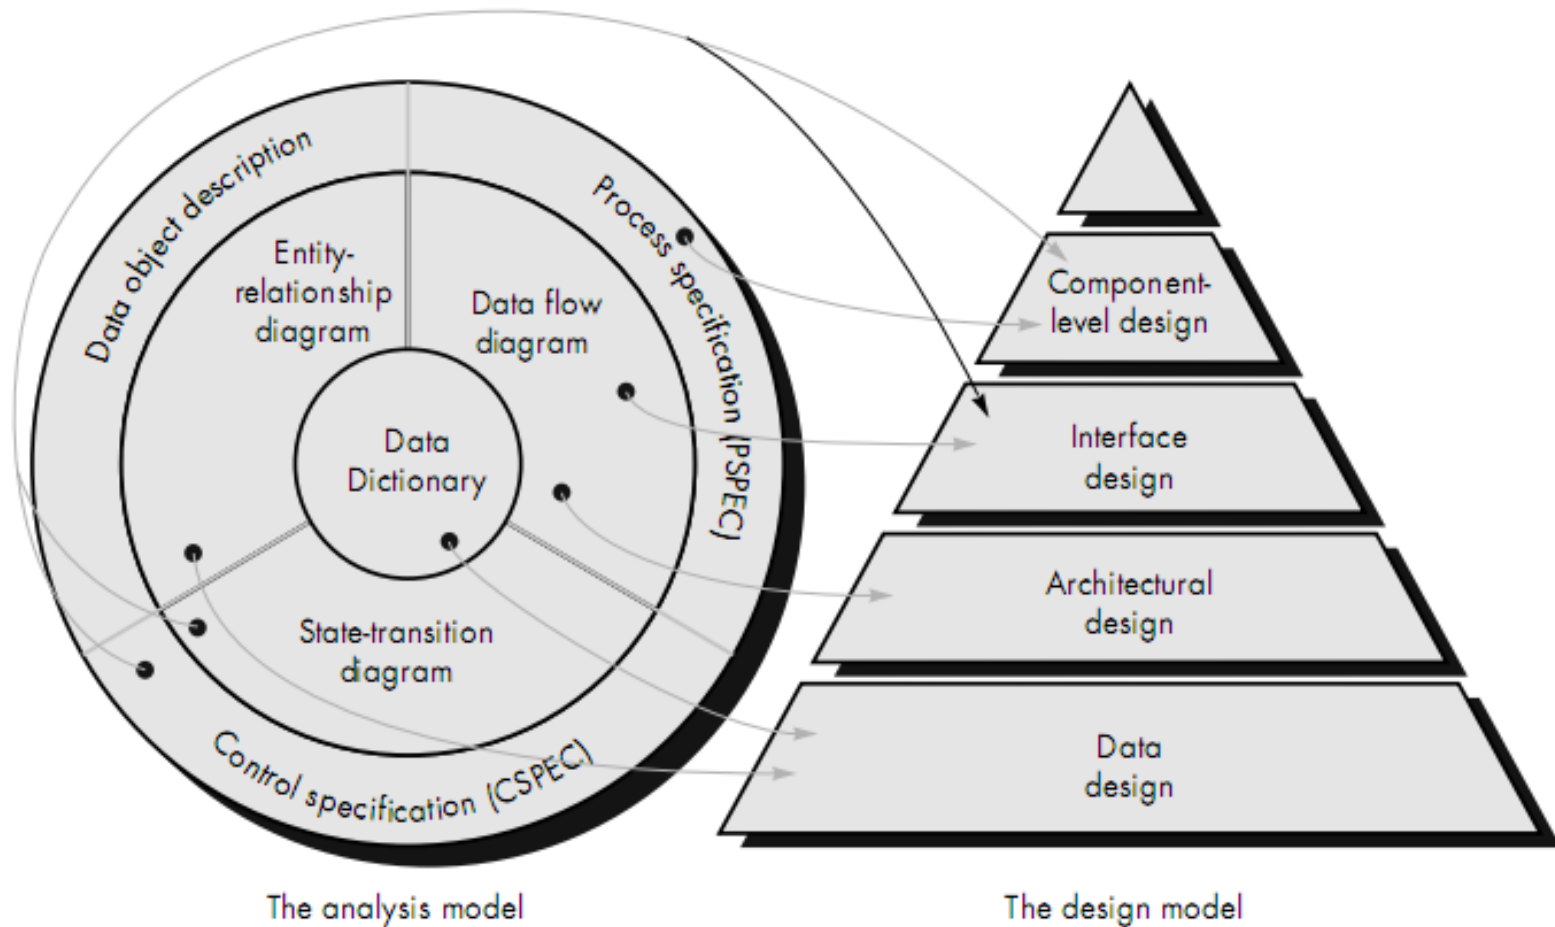 Data object description
Process specification (PSPEC)
Entity-
relationship
diagram
Data flow
diagram
Data
Dictionary
State-transition
diagram
Control specification (CSPEC)
The analysis model
Component-
level design
Interface
design
Architectural
design
Data
design
The design model